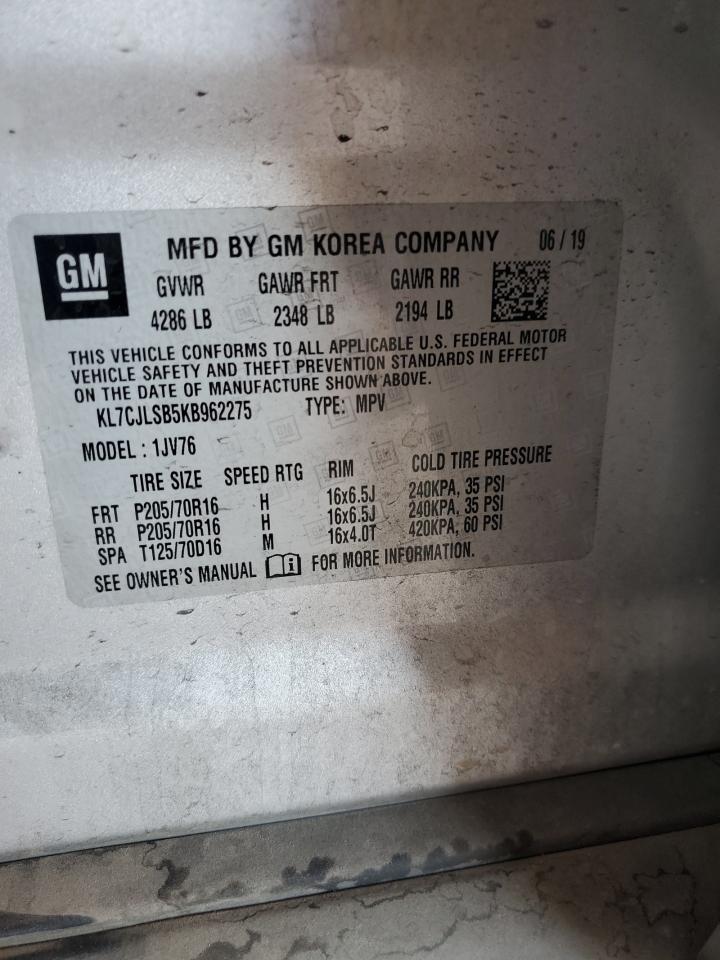 GM
MFD BY GM KOREA COMPANY 06 / 19
GVWR GAWR FRT GAWR RR
4286 LB 2348 LB 2194 LB
THIS VEHICLE CONFORMS TO ALL APPLICABLE U.S. FEDERAL MOTOR
VEHICLE SAFETY AND THEFT PREVENTION STANDARDS IN EFFECT
ON THE DATE OF MANUFACTURE SHOWN ABOVE.
KL7CJLSB5KB962275 TYPE: MPV
MODEL : 1JV76
TIRE SIZE SPEED RTG RIM COLD TIRE PRESSURE
FRT P205/70R16 H 16x6.5J 240KPA, 35 PSI
RR P205/70R16 H 16x6.5J 240KPA, 35 PSI
SPA T125/70D16 M 16x4.0T 420KPA, 60 PSI
SEE OWNER'S MANUAL FOR MORE INFORMATION.